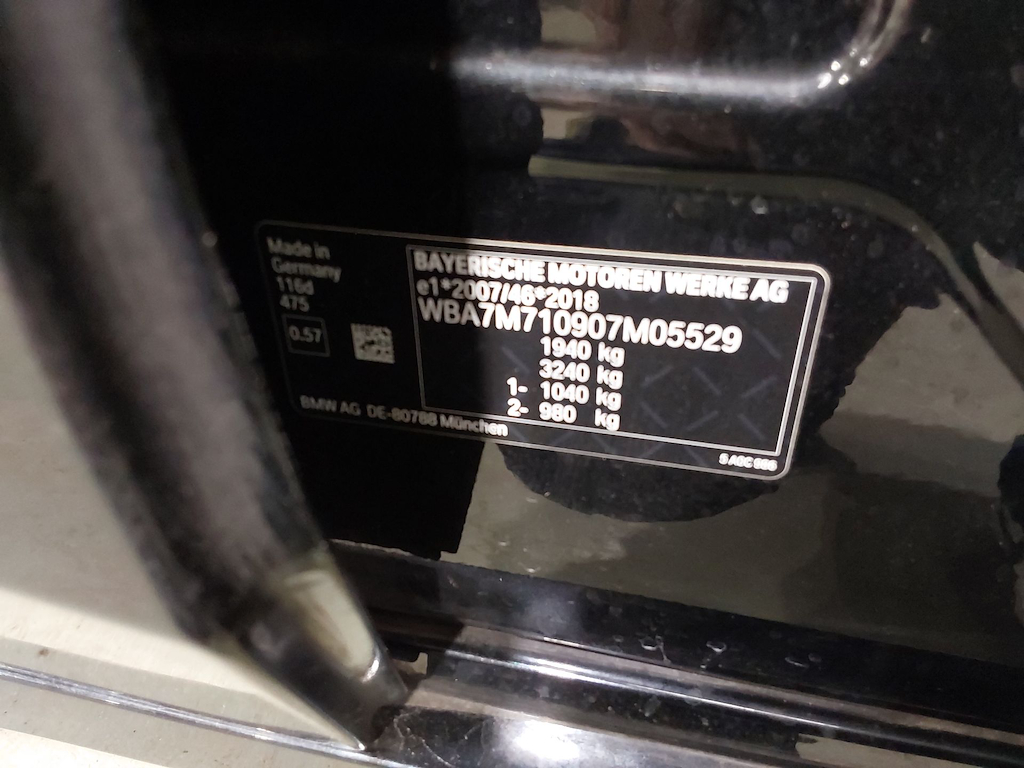 Made in
Germany
116d
475
0.57
BAYERISCHE MOTOREN WERKE AG
e1*2007/46*2018
WBA7M710907M05529
1940 kg
3240 kg
1- 1040 kg
2- 980 kg
BMW AG DE-80788 München